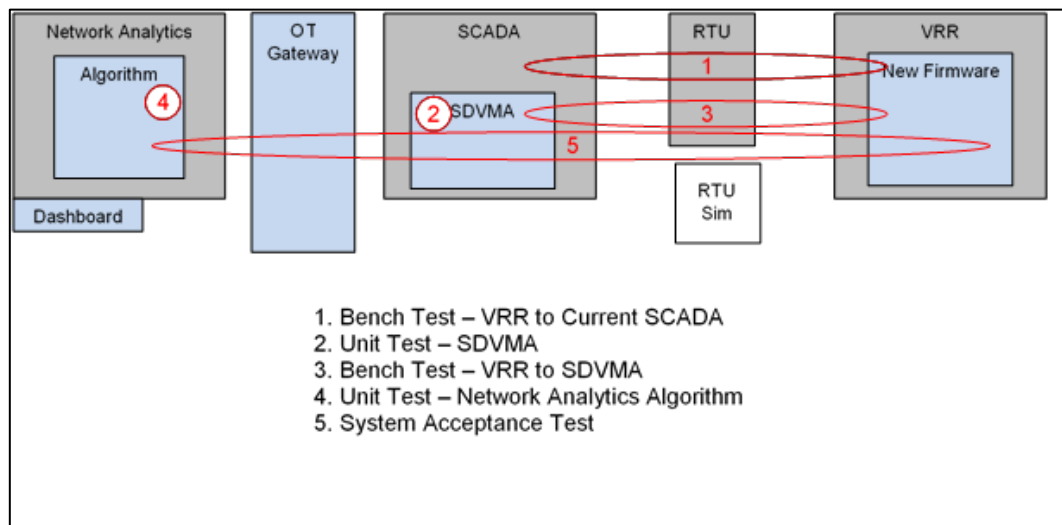 Network Analytics
Algorithm
4
Dashboard
OT
Gateway
SCADA
2
SDVMA
RTU
1
3
5
RTU
Sim
VRR
New Firmware
1. Bench Test – VRR to Current SCADA
2. Unit Test – SDVMA
3. Bench Test – VRR to SDVMA
4. Unit Test – Network Analytics Algorithm
5. System Acceptance Test